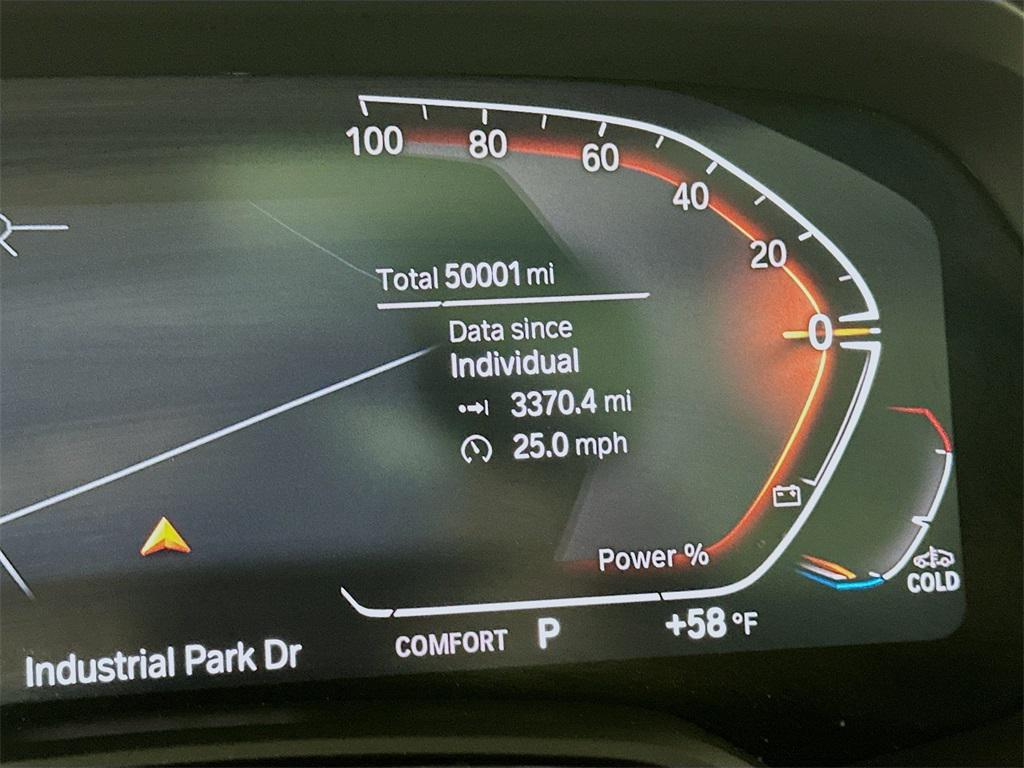 100 80 60 40 20 0
Total 50001 mi
Data since
Individual
3370.4 mi
25.0 mph
Power %
COLD
COMFORT P +58 °F
Industrial Park Dr